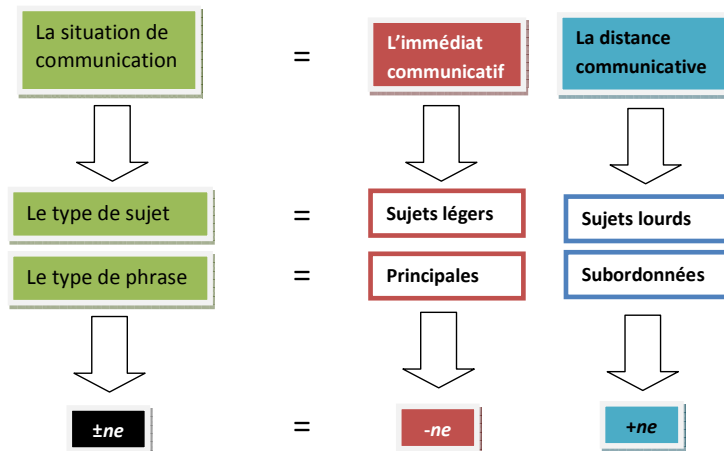 La situation de
communication
=
L'immédiat
communicatif
La distance
communicative
Le type de sujet
=
Sujets légers
Sujets lourds
Le type de phrase
=
Principales
Subordonnées
±ne
=
-ne
+ne